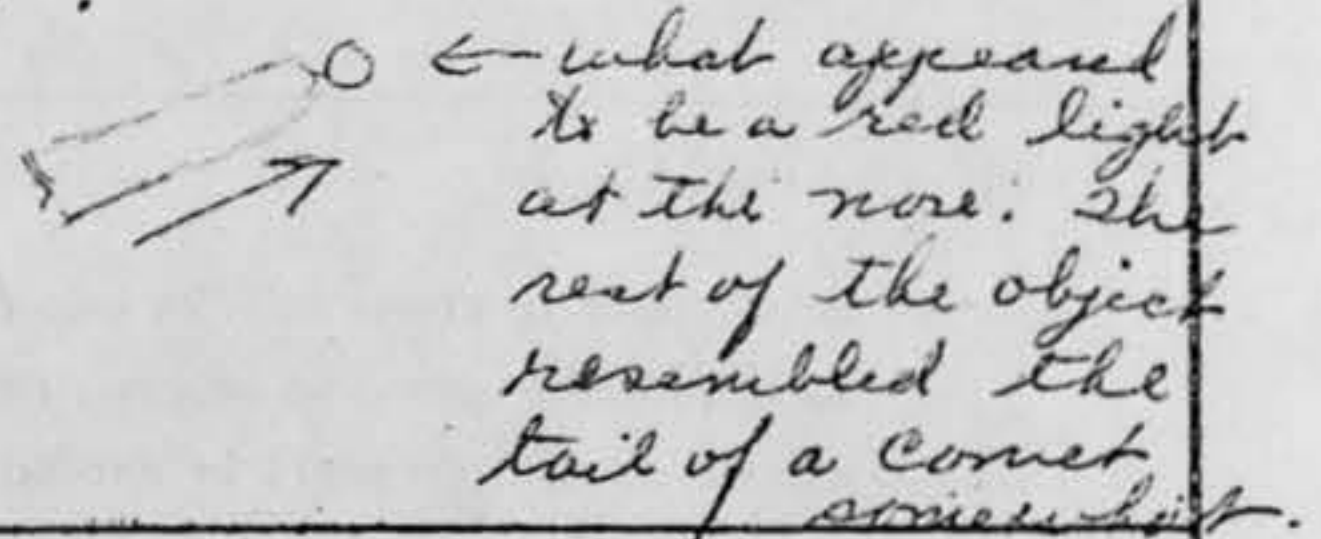 what appeared
to be a red light
at the nose. The
rest of the object
resembled the
tail of a comet
somewhat.